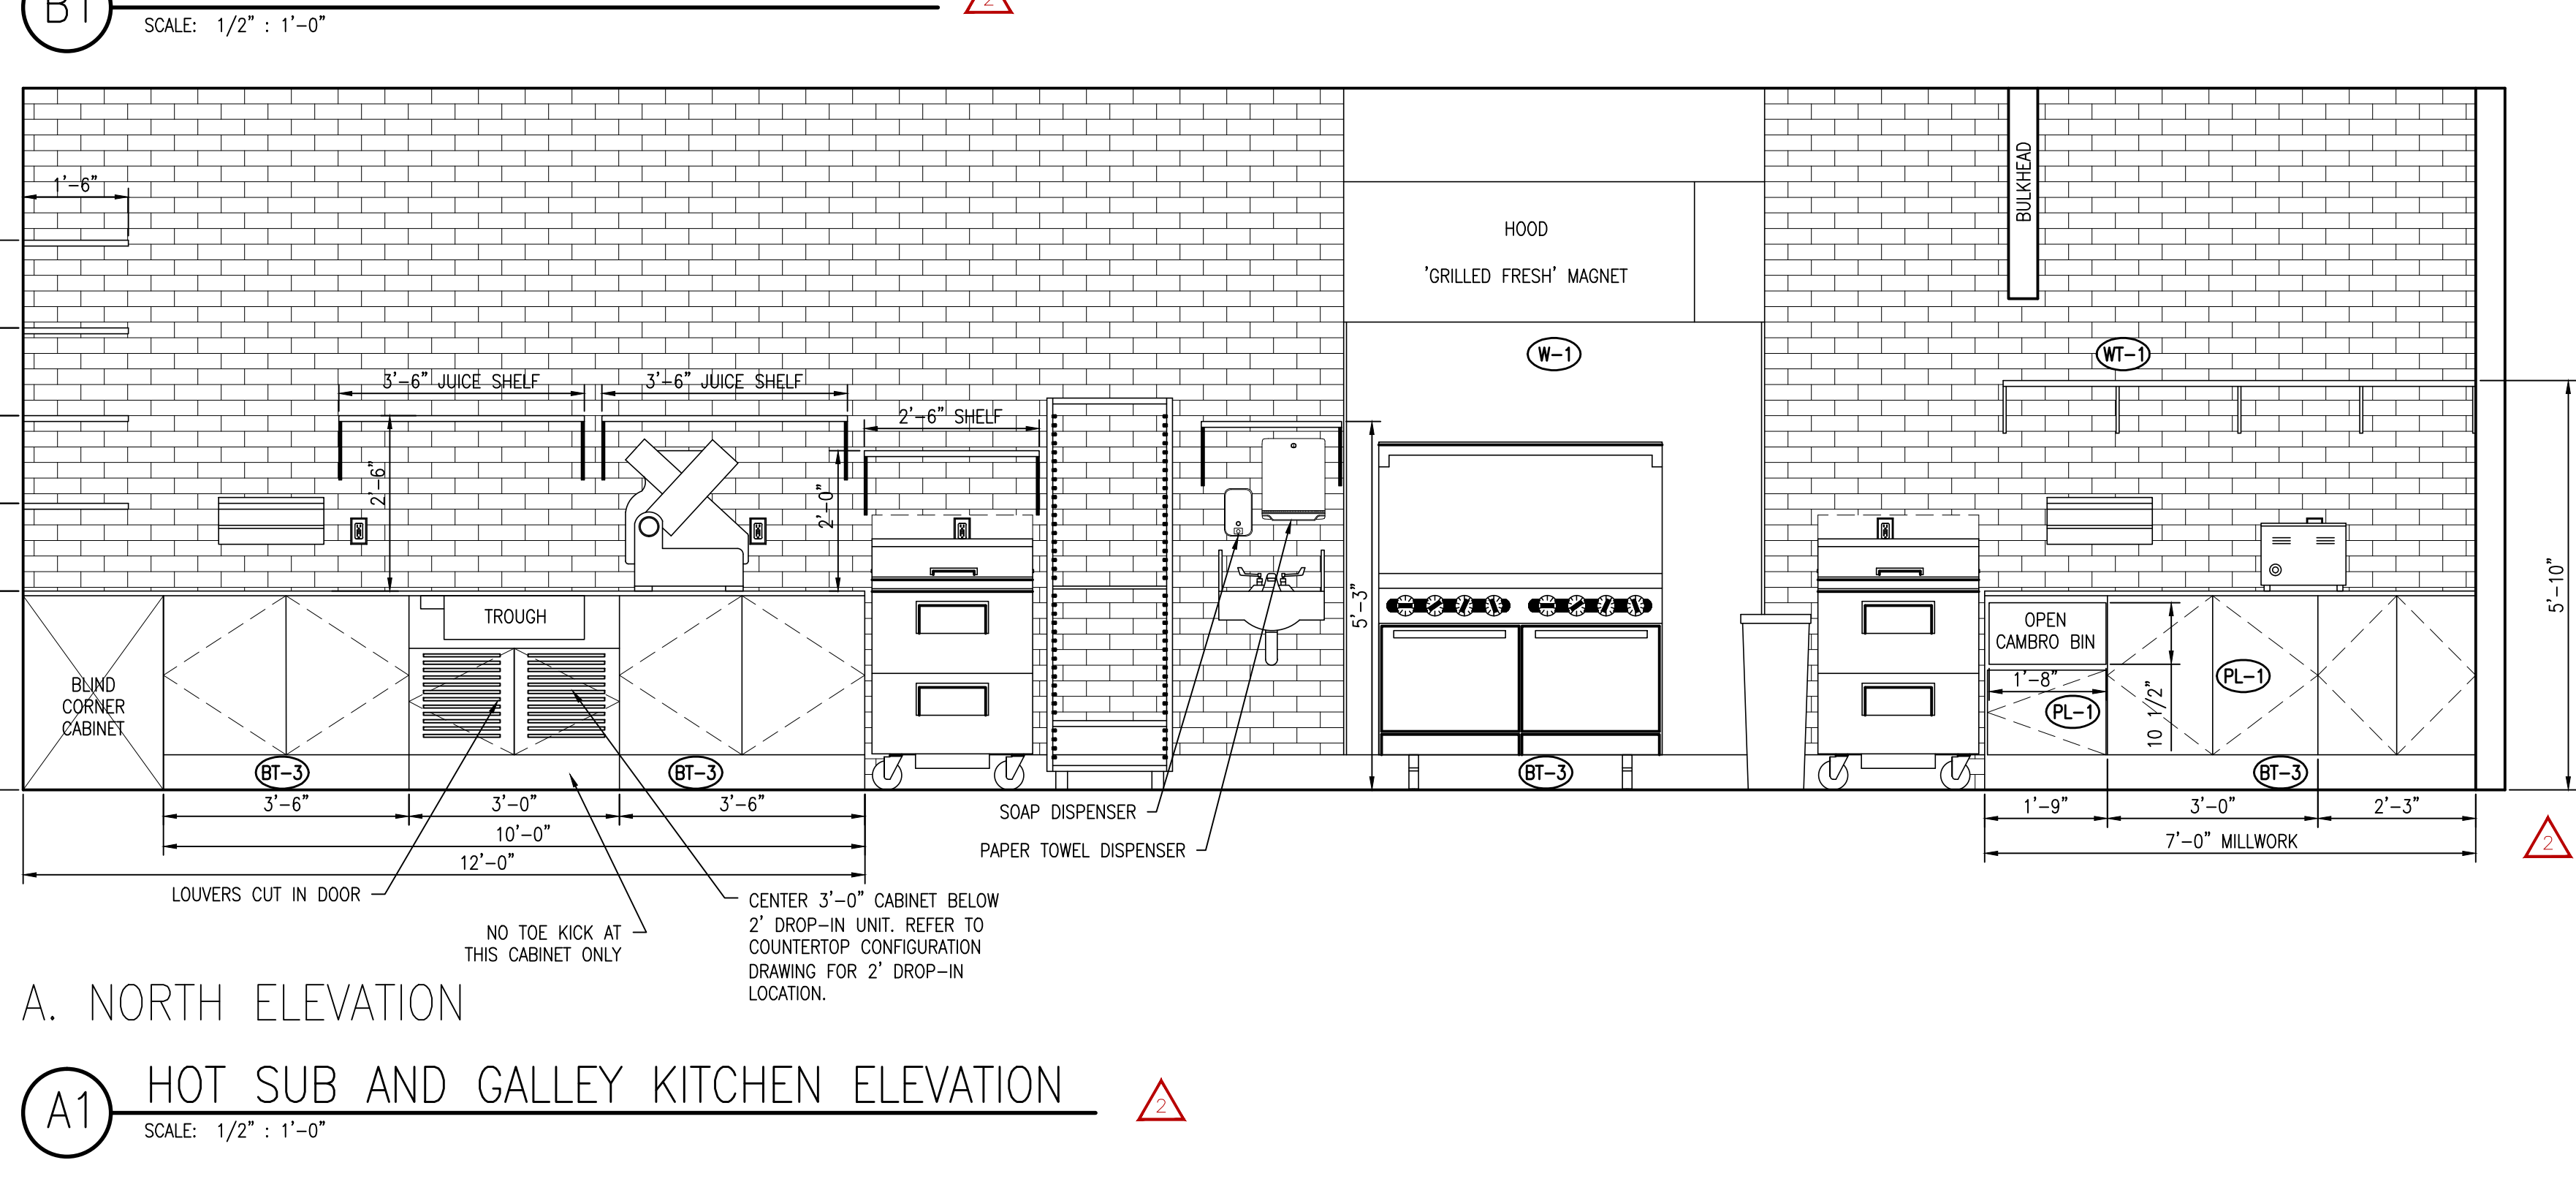 B1
SCALE: 1/2" : 1'-0"
2
1'-6"
BULKHEAD
HOOD
'GRILLED FRESH' MAGNET
W-1
WT-1
3'-6" JUICE SHELF
3'-6" JUICE SHELF
2'-6" SHELF
2'-6"
2'-0"
5'-3"
5'-10"
TROUGH
OPEN
CAMBRO BIN
1'-8"
PL-1
PL-1
10 1/2"
BLIND
CORNER
CABINET
BT-3
BT-3
BT-3
BT-3
3'-6"
3'-0"
3'-6"
10'-0"
12'-0"
SOAP DISPENSER
PAPER TOWEL DISPENSER
1'-9"
3'-0"
2'-3"
7'-0" MILLWORK
2
LOUVERS CUT IN DOOR
NO TOE KICK AT
THIS CABINET ONLY
CENTER 3'-0" CABINET BELOW
2' DROP-IN UNIT. REFER TO
COUNTERTOP CONFIGURATION
DRAWING FOR 2' DROP-IN
LOCATION.
A. NORTH ELEVATION
A1
HOT SUB AND GALLEY KITCHEN ELEVATION
2
SCALE: 1/2" : 1'-0"